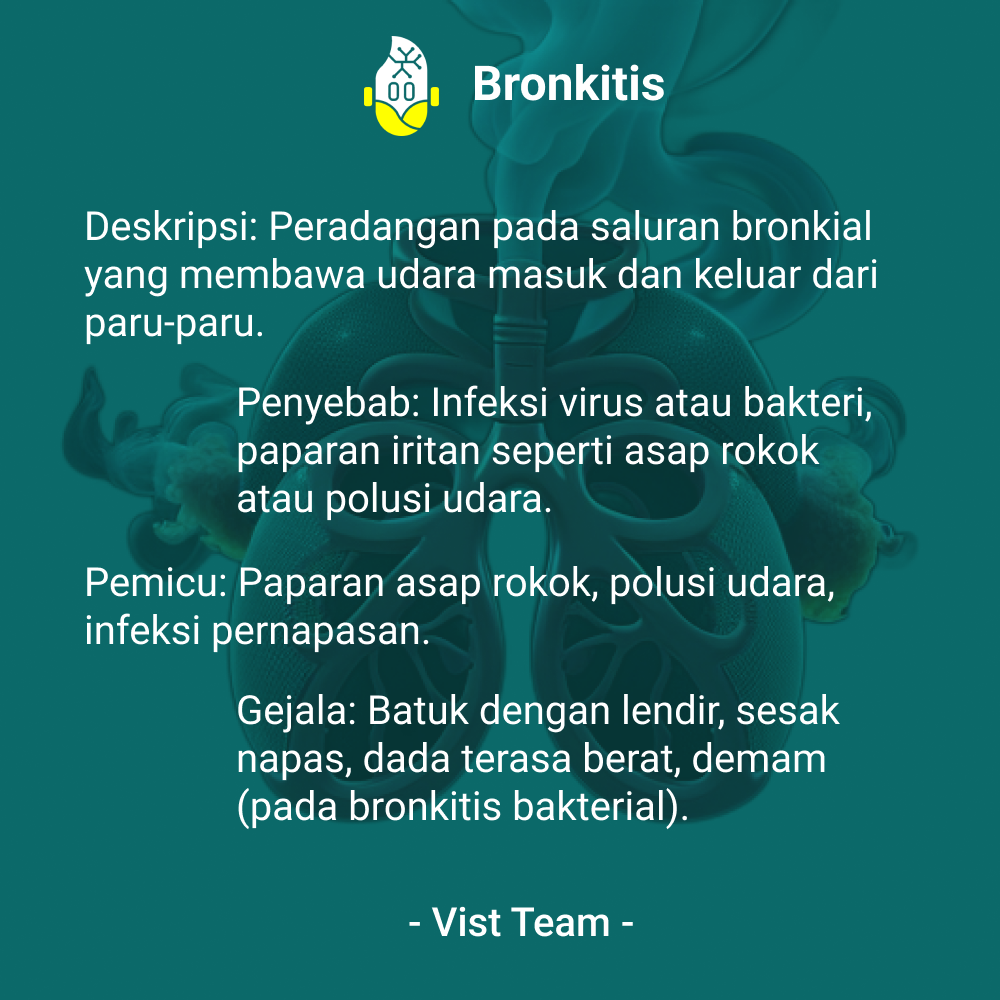 Bronkitis
Deskripsi: Peradangan pada saluran bronkial
yang membawa udara masuk dan keluar dari
paru-paru.
Penyebab: Infeksi virus atau bakteri,
paparan iritan seperti asap rokok
atau polusi udara.
Pemicu: Paparan asap rokok, polusi udara,
infeksi pernapasan.
Gejala: Batuk dengan lendir, sesak
napas, dada terasa berat, demam
(pada bronkitis bakterial).
- Vist Team -